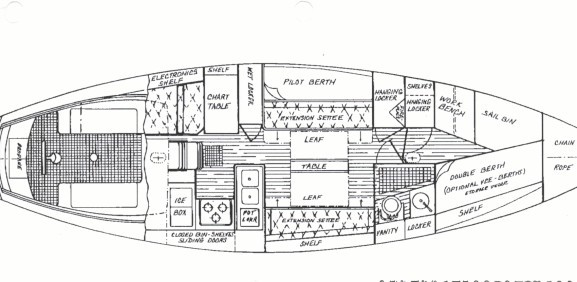 ELECTRONICS
SHELF
SHELF
WET LOCKER
PILOT BERTH
HANGING
LOCKER
SHELVES
HANGING
LOCKER
WORK
BENCH
SAIL BIN
CHAIN
ROPE
CHART
TABLE
EXTENSION SETTEE
LEAF
TABLE
LEAF
DOUBLE BERTH
(OPTIONAL VEE-BERTHS)
STORAGE UNDER
SHELF
ICE
BOX
POT
LKKR
EXTENSION SETTEE
SHELF
VANITY
LOCKER
CLOSED BIN-SHELVES
SLIDING DOORS